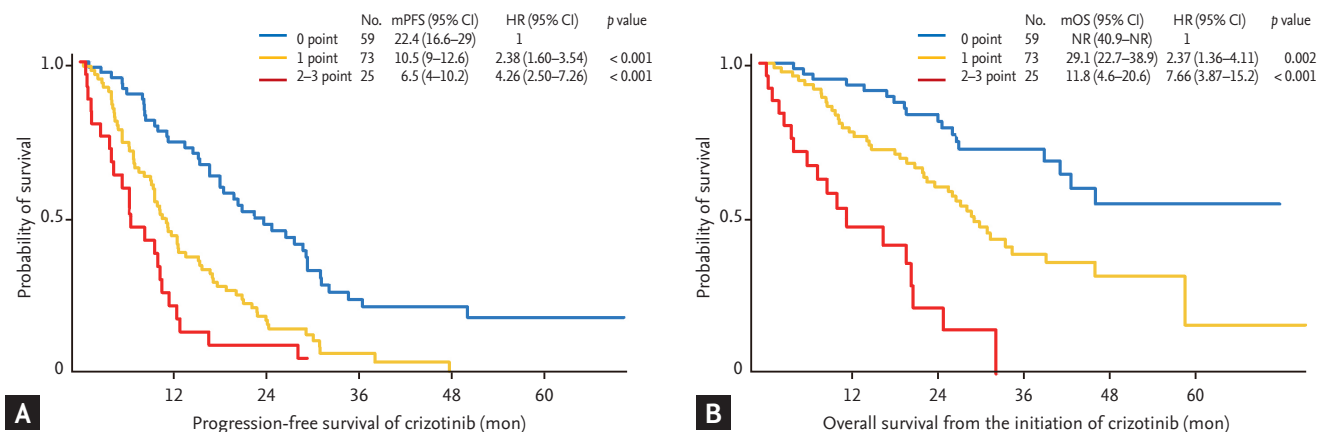 No. mPFS (95% CI) HR (95% CI) p value
0 point 59 22.4 (16.6–29) 1
1 point 73 10.5 (9–12.6) 2.38 (1.60–3.54) < 0.001
2–3 point 25 6.5 (4–10.2) 4.26 (2.50–7.26) < 0.001
1.0
0.5
0
Probability of survival
12 24 36 48 60
Progression-free survival of crizotinib (mon)
A
No. mOS (95% CI) HR (95% CI) p value
0 point 59 NR (40.9–NR) 1
1 point 73 29.1 (22.7–38.9) 2.37 (1.36–4.11) 0.002
2–3 point 25 11.8 (4.6–20.6) 7.66 (3.87–15.2) < 0.001
1.0
0.5
0
Probability of survival
12 24 36 48 60
Overall survival from the initiation of crizotinib (mon)
B